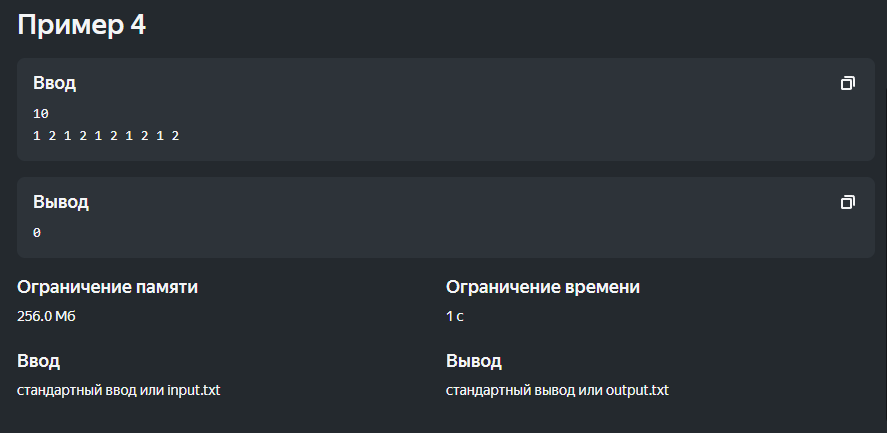 Пример 4
Ввод
10
1 2 1 2 1 2 1 2 1 2
Вывод
0
Ограничение памяти
256.0 Мб
Ограничение времени
1 с
Ввод
стандартный ввод или input.txt
Вывод
стандартный вывод или output.txt